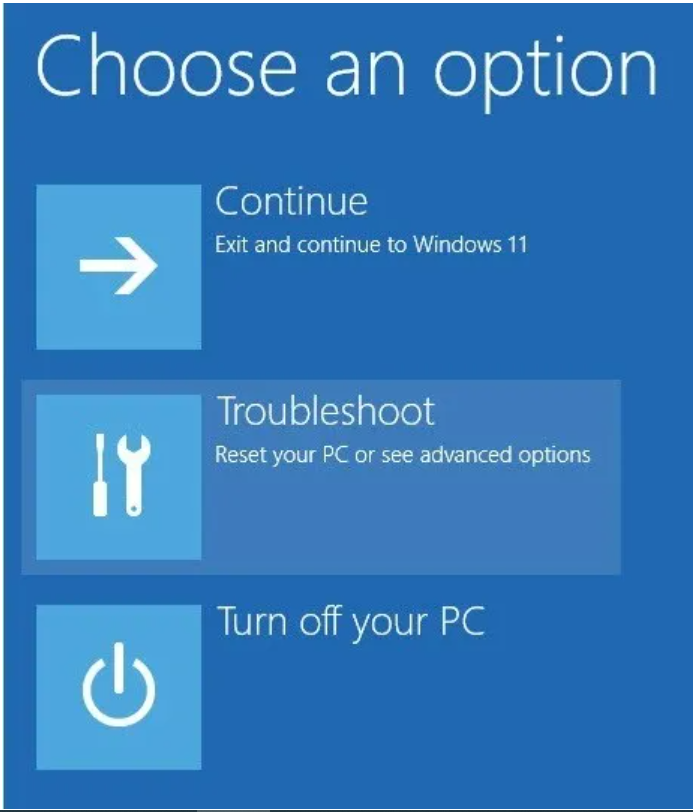 Choose an option
Continue
Exit and continue to Windows 11
Troubleshoot
Reset your PC or see advanced options
Turn off your PC